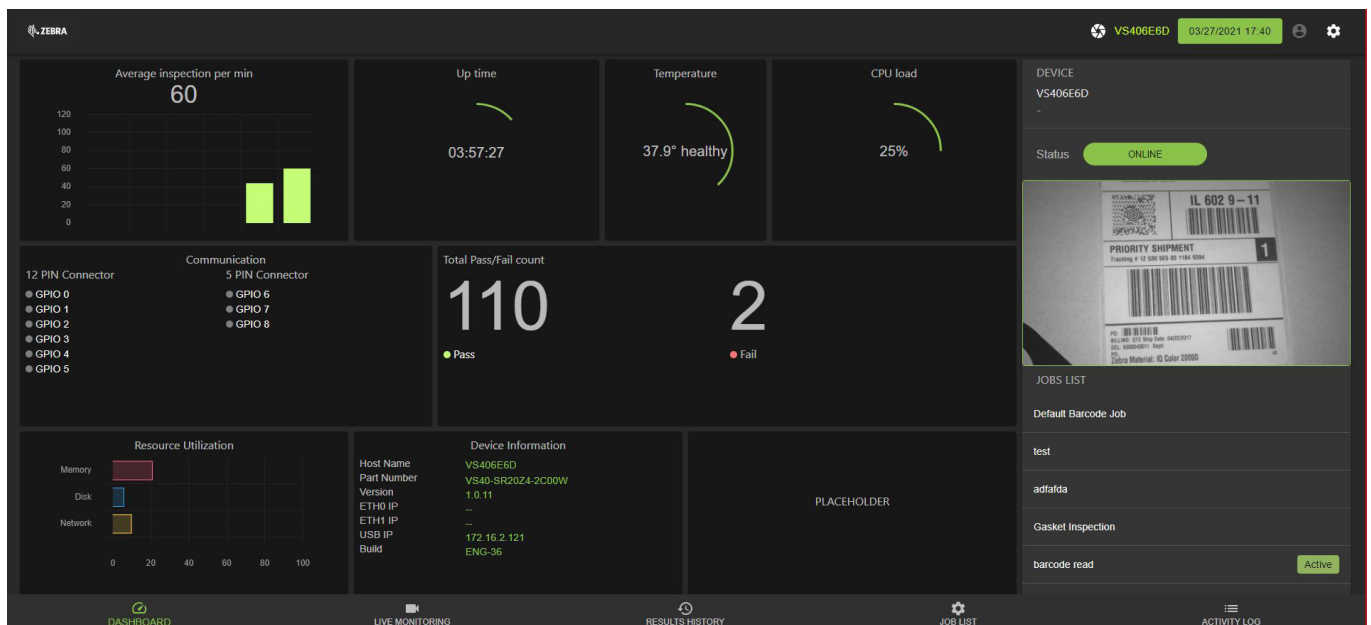 ZEBRA
VS406E6D
03/27/2021 17:40
Average inspection per min
60
120
100
80
60
40
20
0
Up time
03:57:27
Temperature
37.9° healthy
CPU load
25%
DEVICE
VS406E6D
-
Status
ONLINE
IL 602 9-11
PRIORITY SHIPMENT
1
Communication
12 PIN Connector
GPIO 0
GPIO 1
GPIO 2
GPIO 3
GPIO 4
GPIO 5
5 PIN Connector
GPIO 6
GPIO 7
GPIO 8
Total Pass/Fail count
110
Pass
2
Fail
Zebra Material: IQ Color 2000D
JOBS LIST
Default Barcode Job
test
adfafda
Gasket Inspection
barcode read
Active
Resource Utilization
Memory
Disk
Network
0 20 40 60 80 100
Device Information
Host Name VS406E6D
Part Number VS40-SR20Z4-2C00W
Version 1.0.11
ETH0 IP --
ETH1 IP --
USB IP 172.16.2.121
Build ENG-36
PLACEHOLDER
DASHBOARD
LIVE MONITORING
RESULTS HISTORY
JOB LIST
ACTIVITY LOG